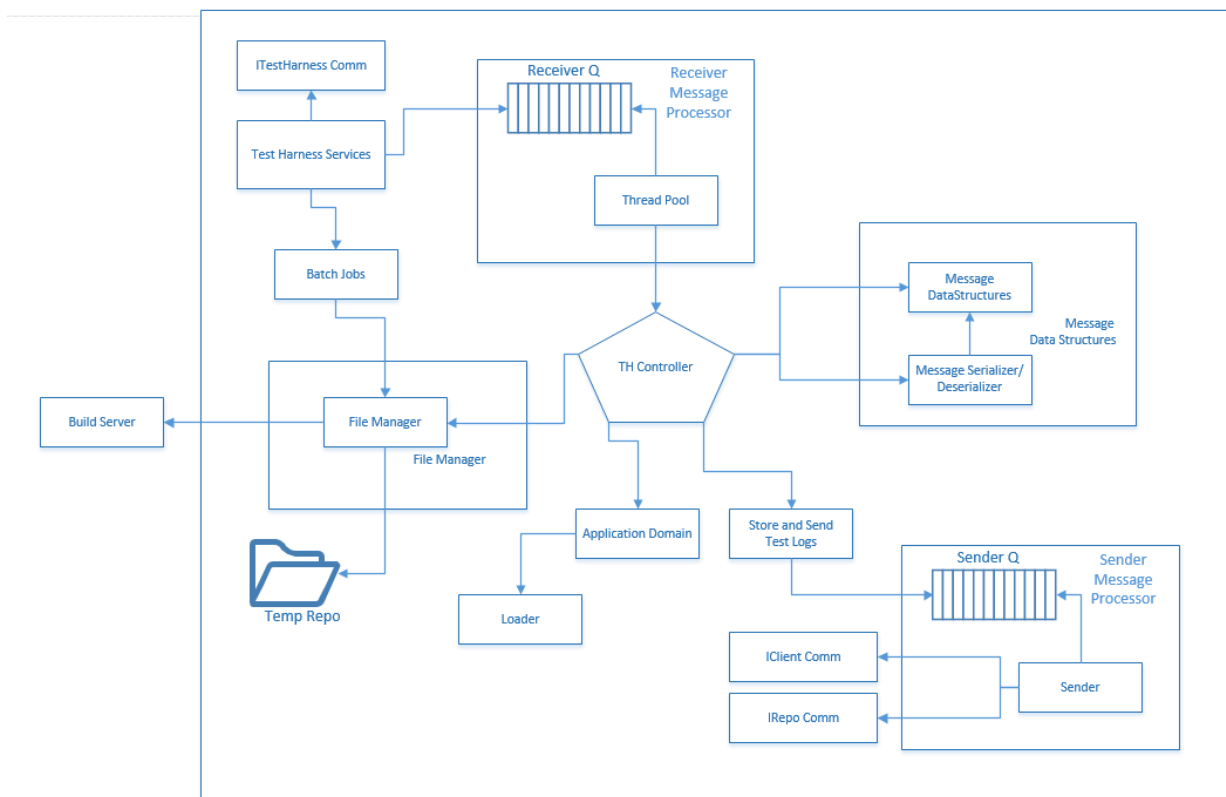 ITestHarness Comm
Receiver Q
Receiver
Message
Processor
Test Harness Services
Thread Pool
Batch Jobs
Message
DataStructures
Message
Data Structures
TH Controller
Message Serializer/
Deserializer
Build Server
File Manager
File Manager
Application Domain
Store and Send
Test Logs
Sender Q
Sender
Message
Processor
Temp Repo
Loader
IClient Comm
Sender
IRepo Comm